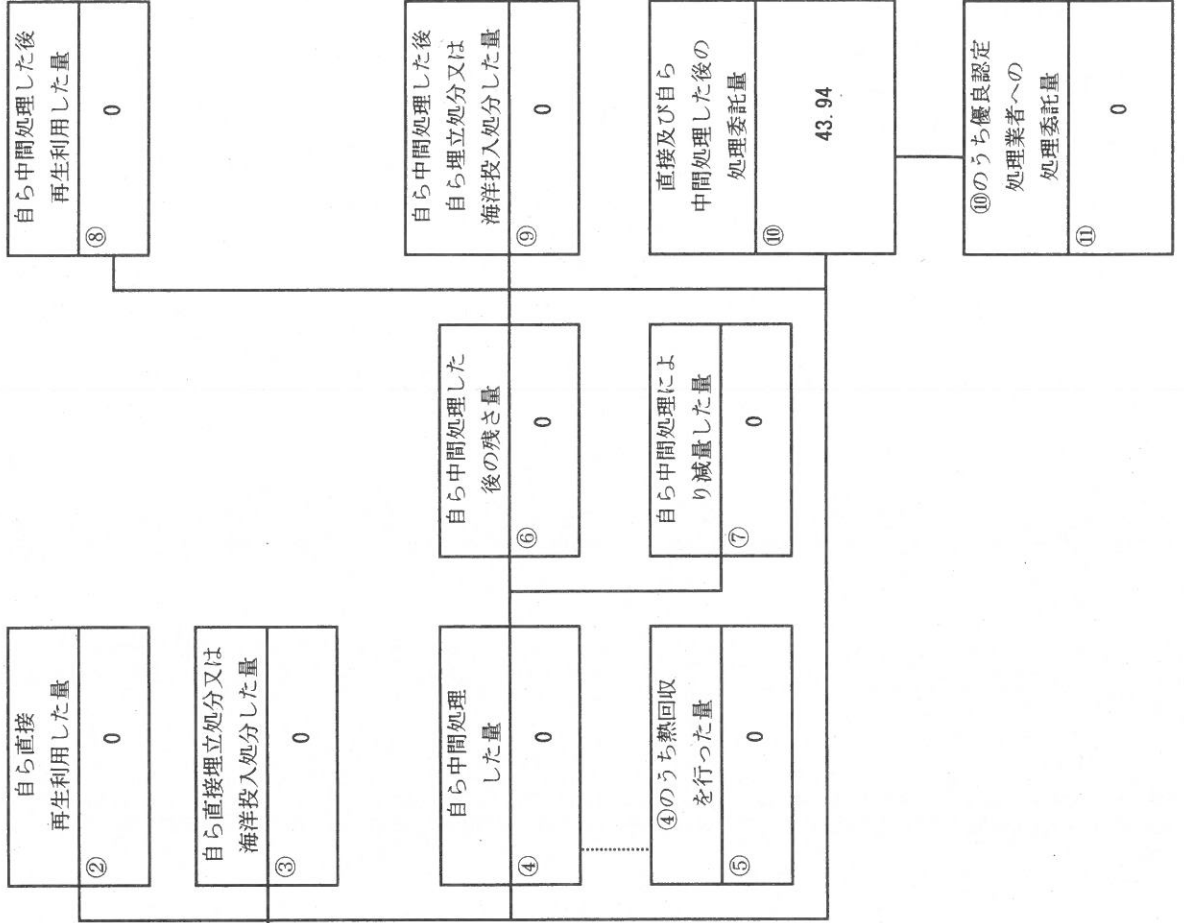 自ら直接
再生利用した量
②
0
自ら直接埋立処分又は
海洋投入処分した量
③
0
自ら中間処理
した量
④
0
④のうち熱回収
を行った量
⑤
0
自ら中間処理した
後の残さ量
⑥
0
自ら中間処理によ
り減量した量
⑦
0
自ら中間処理した後
再生利用した量
⑧
0
自ら中間処理した後
自ら埋立処分又は
海洋投入処分した量
⑨
0
直接及び自ら
中間処理した後の
処理委託量
⑩
43.94
⑩のうち優良認定
処理業者への
処理委託量
⑪
0